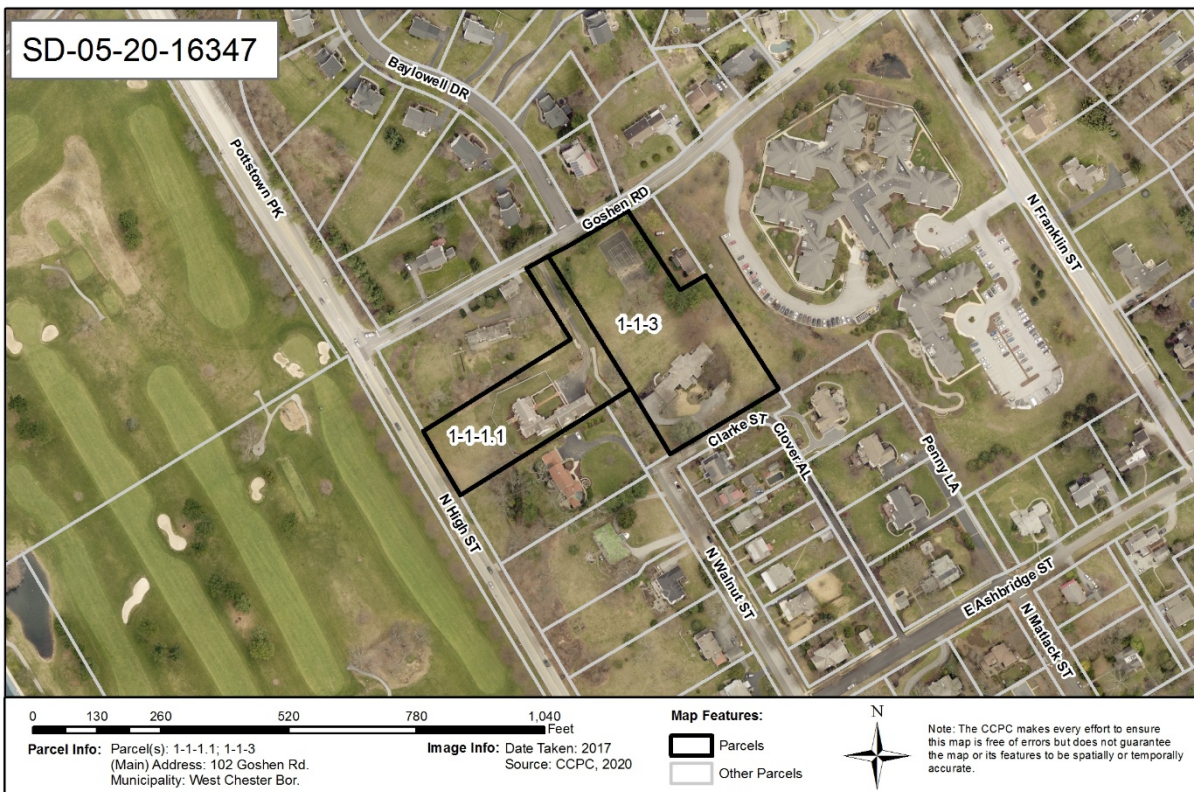 SD-05-20-16347
Baylowell DR
Pottstown PK
Goshen RD
N Franklin ST
1-1-3
1-1-1.1
Clarke ST
Clover AL
Penny LA
N High ST
N Walnut ST
E Ashbridge ST
N Matlack ST
0 130 260 520 780 1,040
Feet
Parcel Info: Parcel(s): 1-1-1.1; 1-1-3
(Main) Address: 102 Goshen Rd.
Municipality: West Chester Bor.
Image Info: Date Taken: 2017
Source: CCPC, 2020
Map Features:
Parcels
Other Parcels
N
Note: The CCPC makes every effort to ensure
this map is free of errors but does not guarantee
the map or its features to be spatially or temporally
accurate.